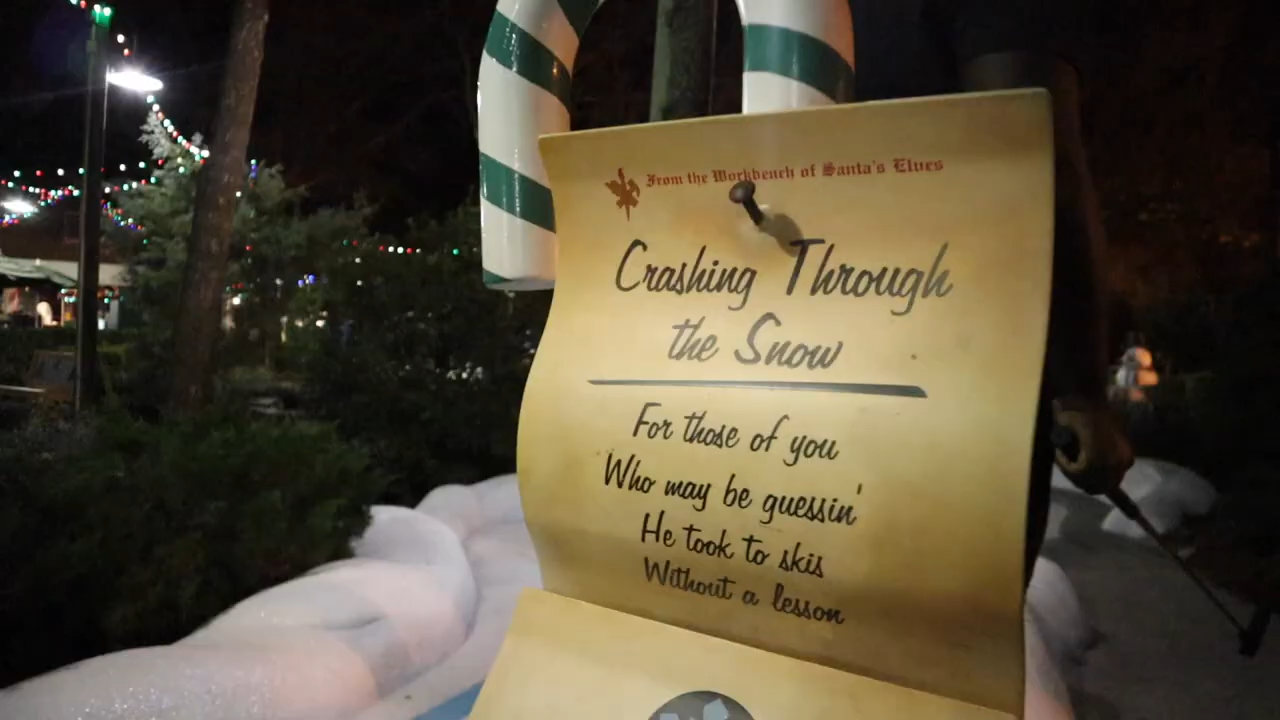 From the Workbench of Santa's Elves
Crashing Through
the Snow
For those of you
Who may be guessin'
He took to skis
Without a lesson